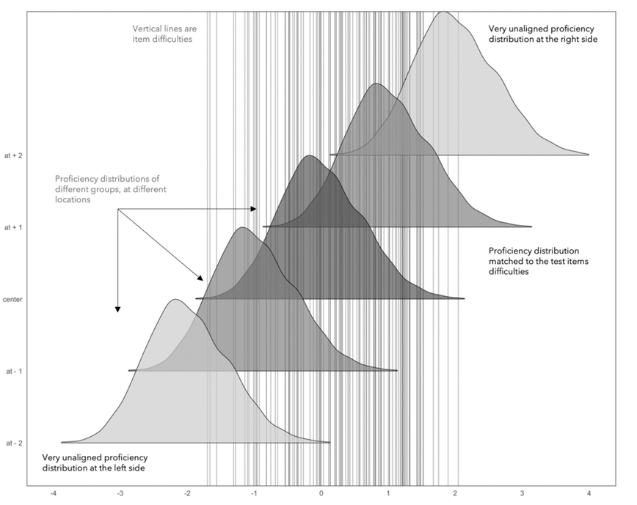 Vertical lines are
item difficulties
Very unaligned proficiency
distribution at the right side
at + 2
Proficiency distributions of
different groups, at different
locations
at + 1
Proficiency distribution
matched to the test items
difficulties
center
at - 1
at - 2
Very unaligned proficiency
distribution at the left side
-4 -3 -2 -1 0 1 2 3 4